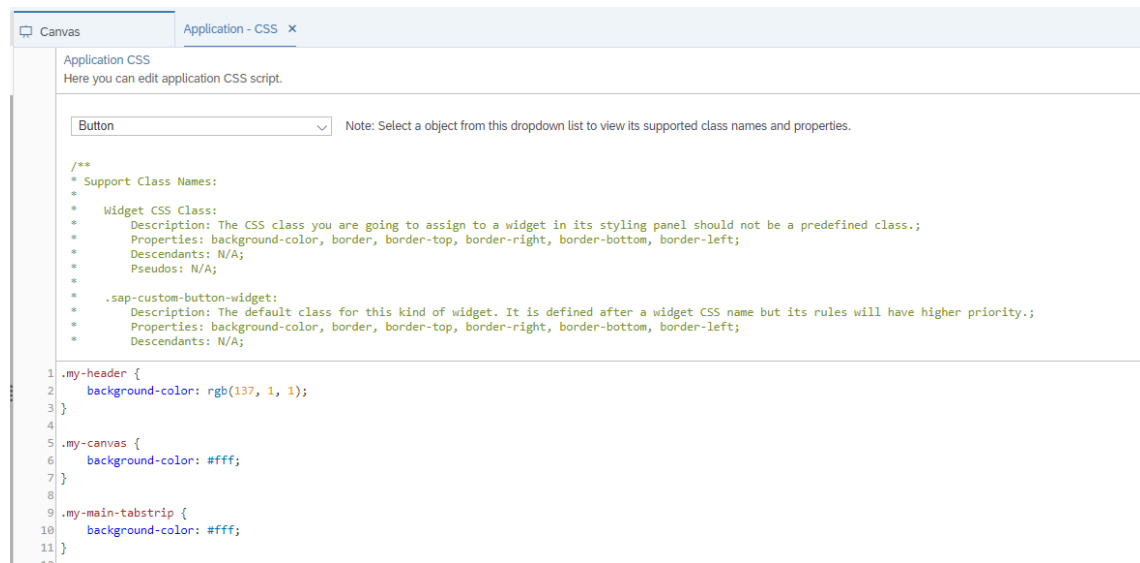 Canvas
Application - CSS ×
Application CSS
Here you can edit application CSS script.
Button
Note: Select a object from this dropdown list to view its supported class names and properties.
/**
* Support Class Names:
*
* Widget CSS Class:
* Description: The CSS class you are going to assign to a widget in its styling panel should not be a predefined class.;
* Properties: background-color, border, border-top, border-right, border-bottom, border-left;
* Descendants: N/A;
* Pseudos: N/A;
*
* .sap-custom-button-widget:
* Description: The default class for this kind of widget. It is defined after a widget CSS name but its rules will have higher priority.;
* Properties: background-color, border, border-top, border-right, border-bottom, border-left;
* Descendants: N/A;
1 .my-header {
2 background-color: rgb(137, 1, 1);
3 }
4
5 .my-canvas {
6 background-color: #fff;
7 }
8
9 .my-main-tabstrip {
10 background-color: #fff;
11 }